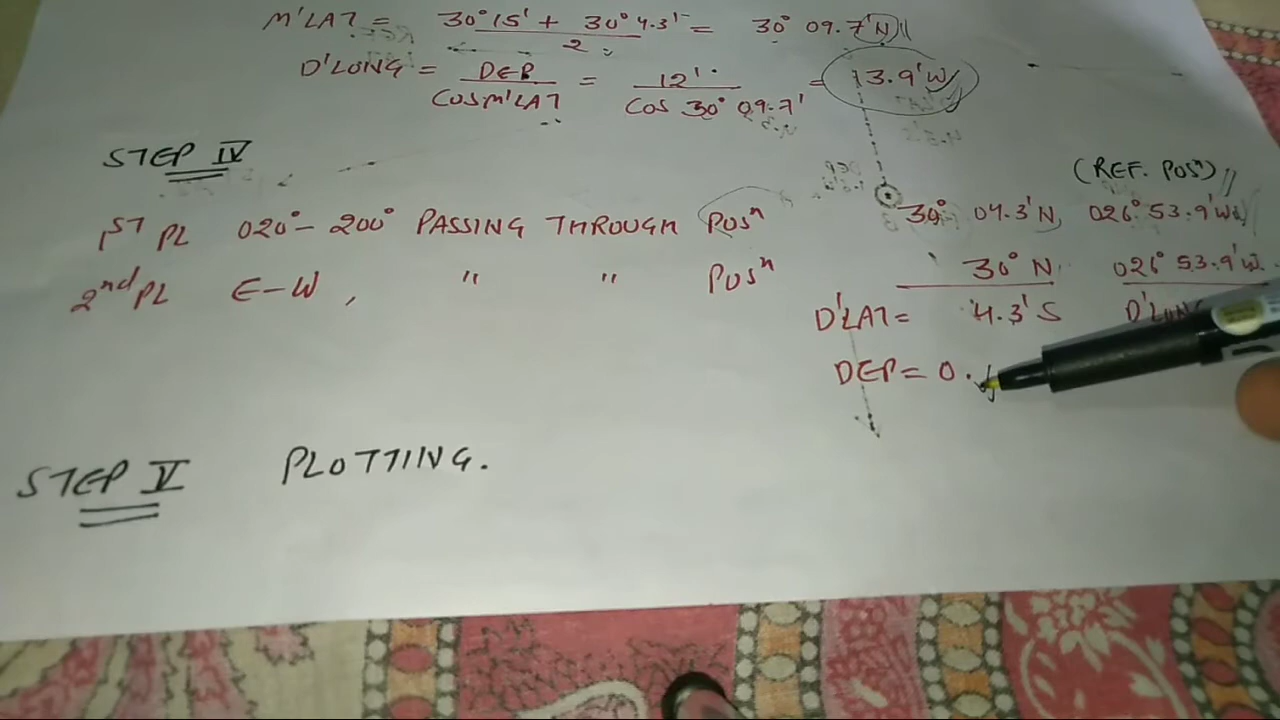 M'LAT = 30° 15' + 30° 4.3' / 2 = 30° 09.7' N
D'LONG = DEP / COS M'LAT = 12' / COS 30° 09.7' = 13.9' W
STEP IV
(REF. POSⁿ)
1ST PL 020° - 200° PASSING THROUGH POSⁿ 30° 04.3' N, 026° 53.9' W
2nd PL E-W, " " POSⁿ 30° N 026° 53.9' W
D'LAT = 4.3' S D'LONG
DEP = 0.
STEP V PLOTTING.